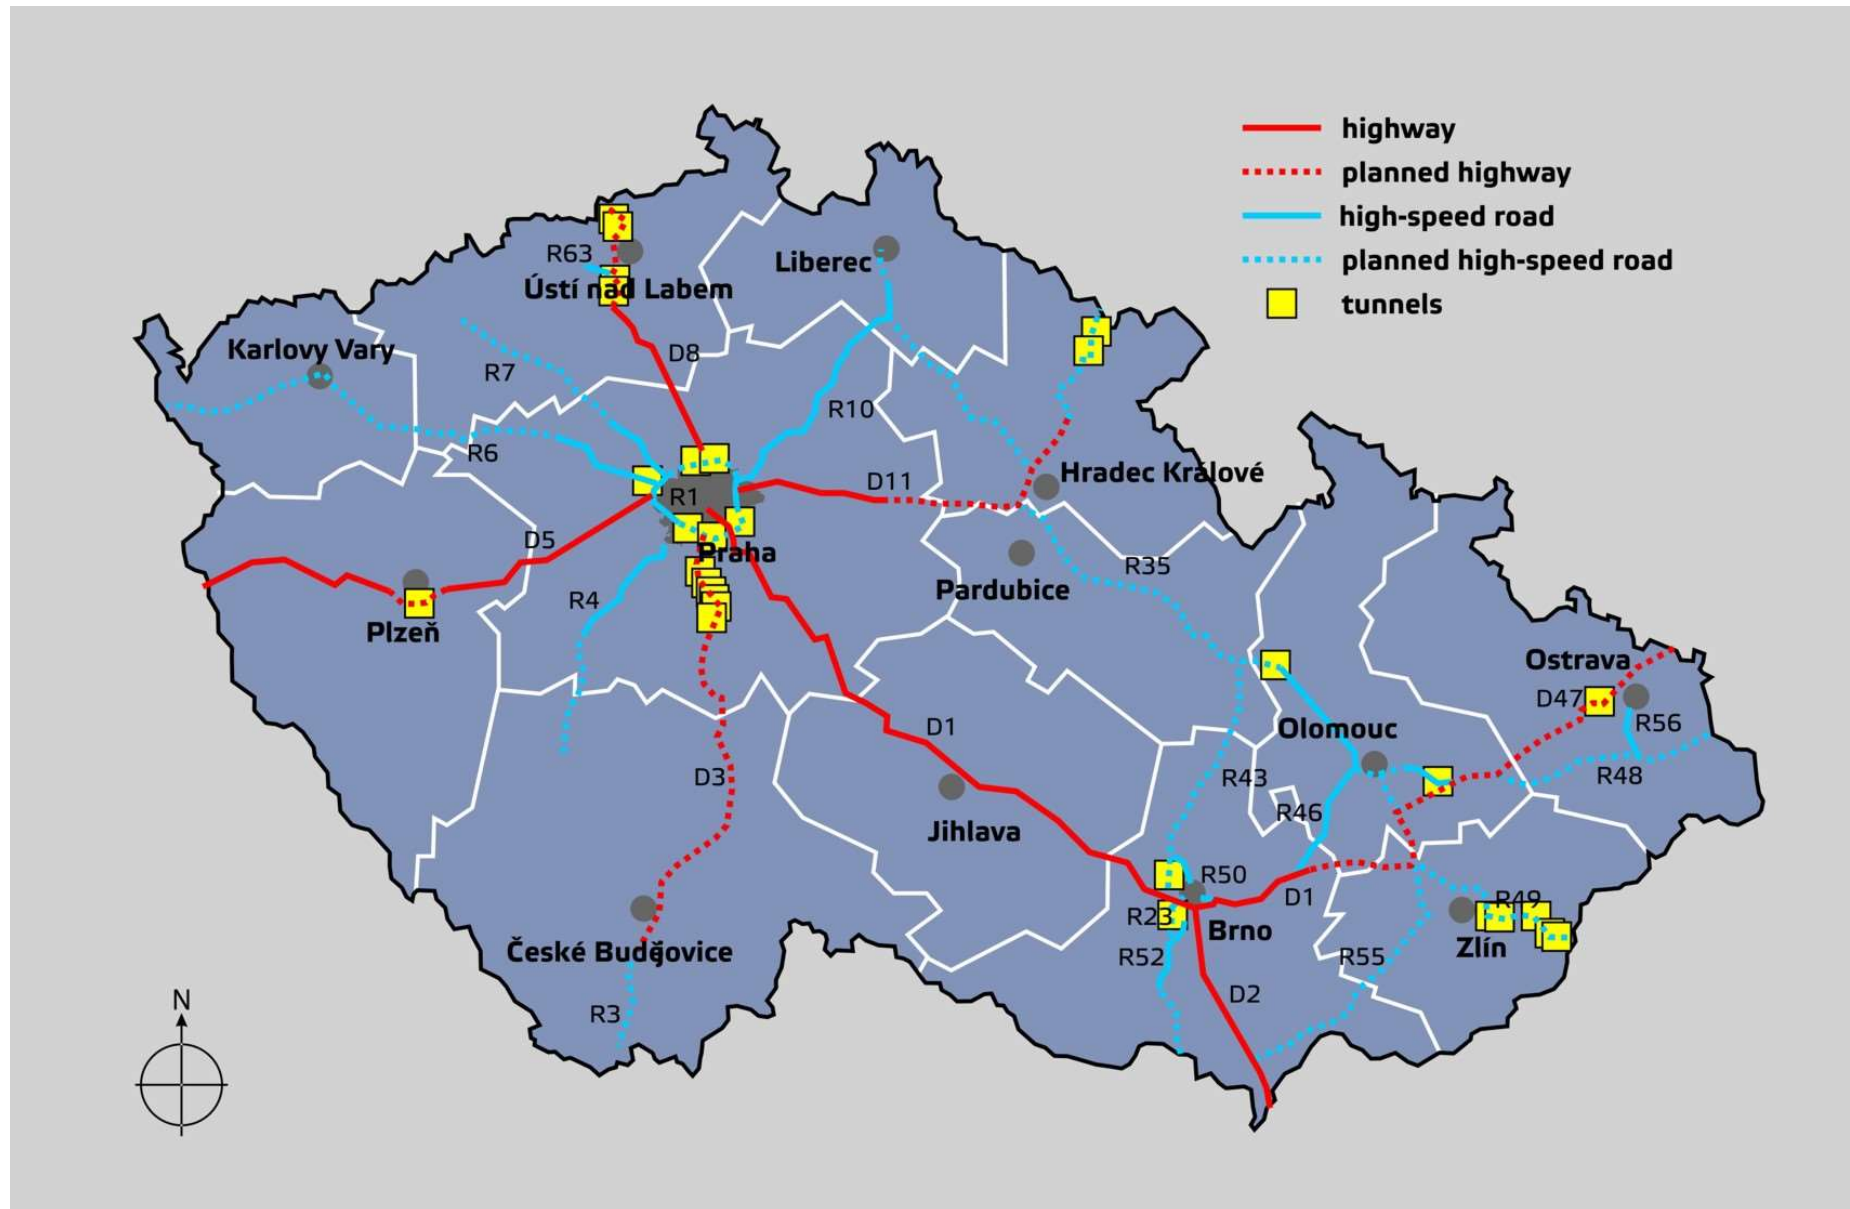 highway
planned highway
high-speed road
planned high-speed road
tunnels
R63
Ústí nad Labem
Liberec
Karlovy Vary
R7
D8
R10
R6
R1
D11
Hradec Králové
D5
Praha
R4
Pardubice
R35
Plzeň
Ostrava
D47
R56
D1
Olomouc
D3
R43
R48
Jihlava
R46
R50
D1
R49
R23
Brno
České Budějovice
R52
R55
Zlín
D2
R3
N